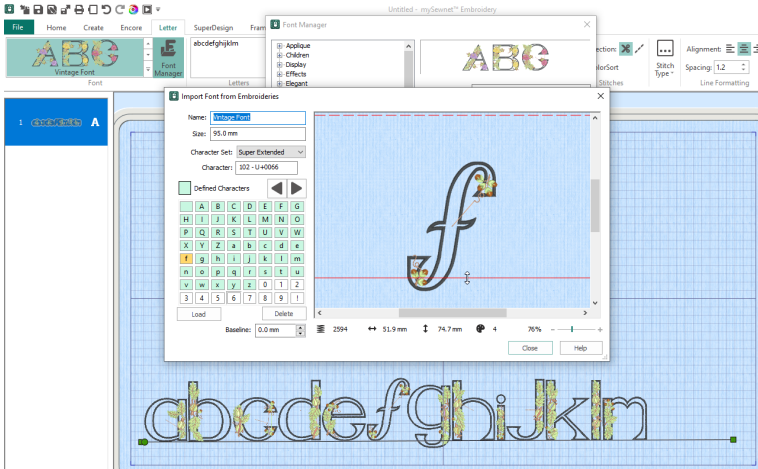 Untitled - mySewnet™ Embroidery
File Home Create Encore Letter SuperDesign
Font Manager
ABC
Vintage Font
Font Manager
abcdefghijklm
Font
Letters
Applique
Children
Display
Effects
Elegant
ABC
Stitch Type
Alignment:
Spacing: 1.2
Stitches
Line Formatting
1 A
Import Font from Embroideries
Name: Vintage Font
Size: 95.0 mm
Character Set: Super Extended
Character: 102 - U+0066
Defined Characters
A B C D E F G
H I J K L M N O
P Q R S T U V W
X Y Z a b c d e
f g h i j k l m
n o p q r s t u
v w x y z 0 1 2
3 4 5 6 7 8 9 !
Load Delete
Baseline: 0.0 mm
f
2594 51.9 mm 74.7 mm 4 76%
Close Help
abcdefghijklm